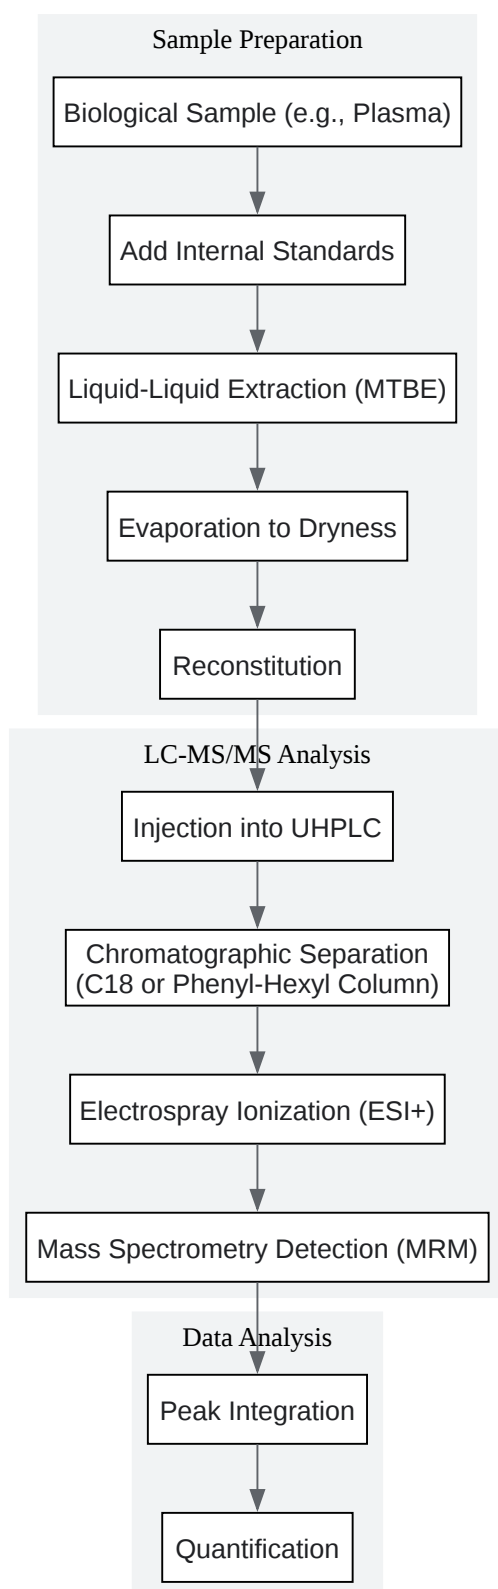 Sample Preparation
Biological Sample (e.g., Plasma)
Add Internal Standards
Liquid-Liquid Extraction (MTBE)
Evaporation to Dryness
Reconstitution
LC-MS/MS Analysis
Injection into UHPLC
Chromatographic Separation
(C18 or Phenyl-Hexyl Column)
Electrospray Ionization (ESI+)
Mass Spectrometry Detection (MRM)
Data Analysis
Peak Integration
Quantification